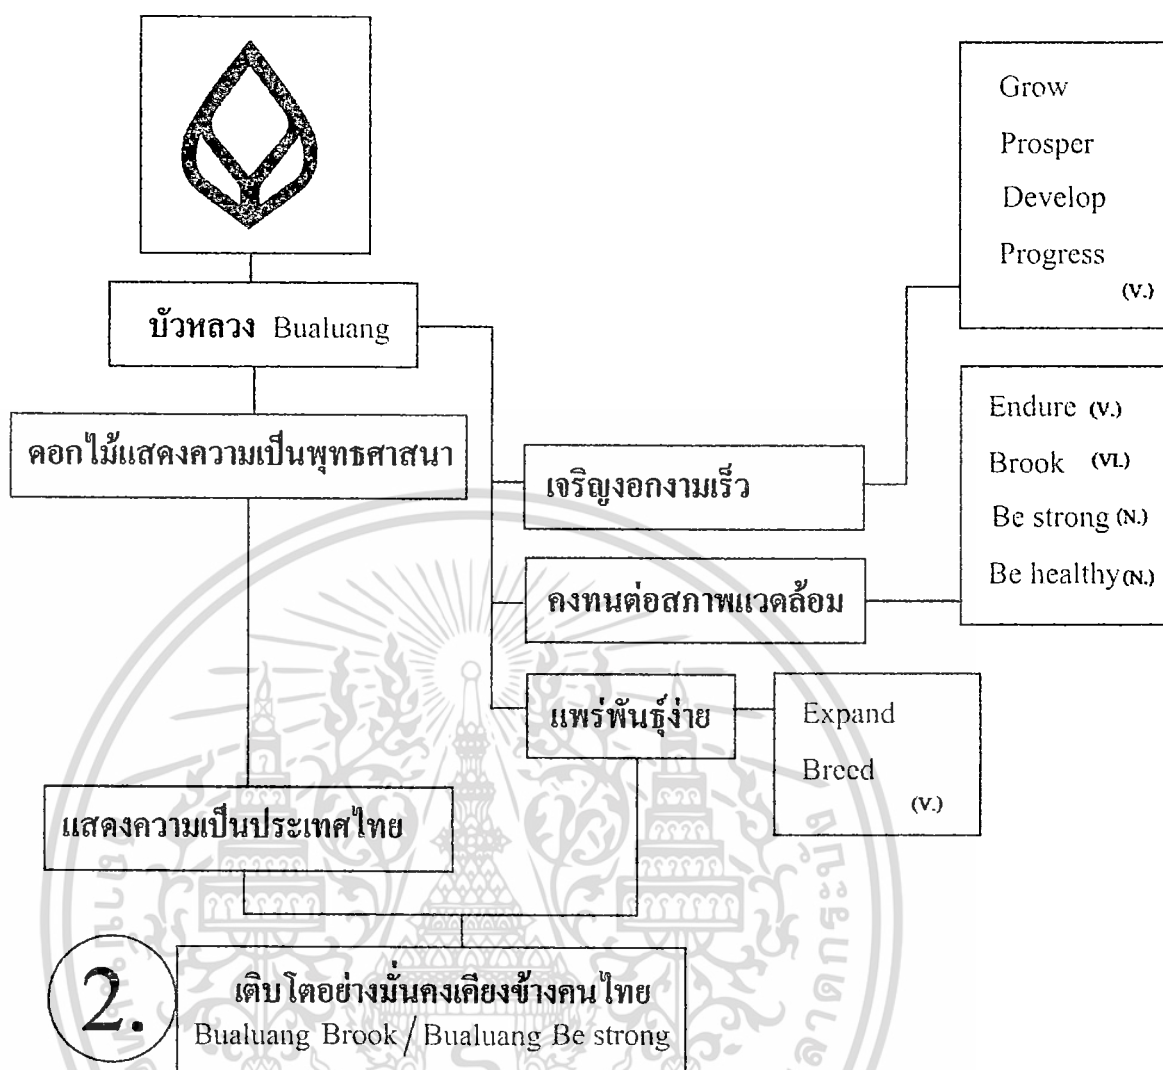 Grow
Prosper
Develop
Progress
(V.)
บัวหลวง Bualuang
Endure (V.)
Brook (VI.)
Be strong (N.)
Be healthy (N.)
ดอกไม้แสดงความเป็นพุทธศาสนา
เจริญงอกงามเร็ว
คงทนต่อสภาพแวดล้อม
แพร่พันธุ์ง่าย
Expand
Breed
(V.)
แสดงความเป็นประเทศไทย
2.
เติบโตอย่างมั่นคงเคียงข้างคนไทย
Bualuang Brook / Bualuang Be strong